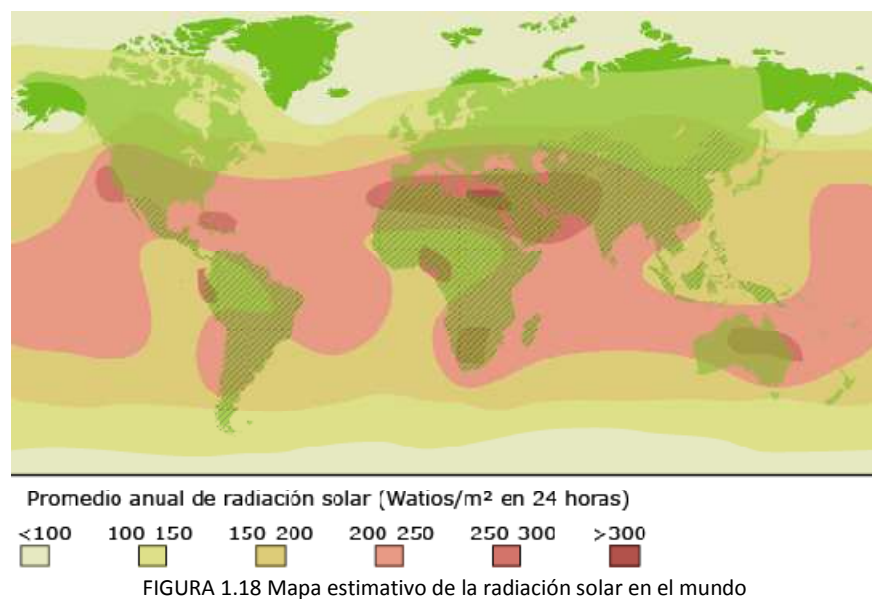 Promedio anual de radiación solar (Watios/m² en 24 horas)
<100 100 150 150 200 200 250 250 300 >300
FIGURA 1.18 Mapa estimativo de la radiación solar en el mundo